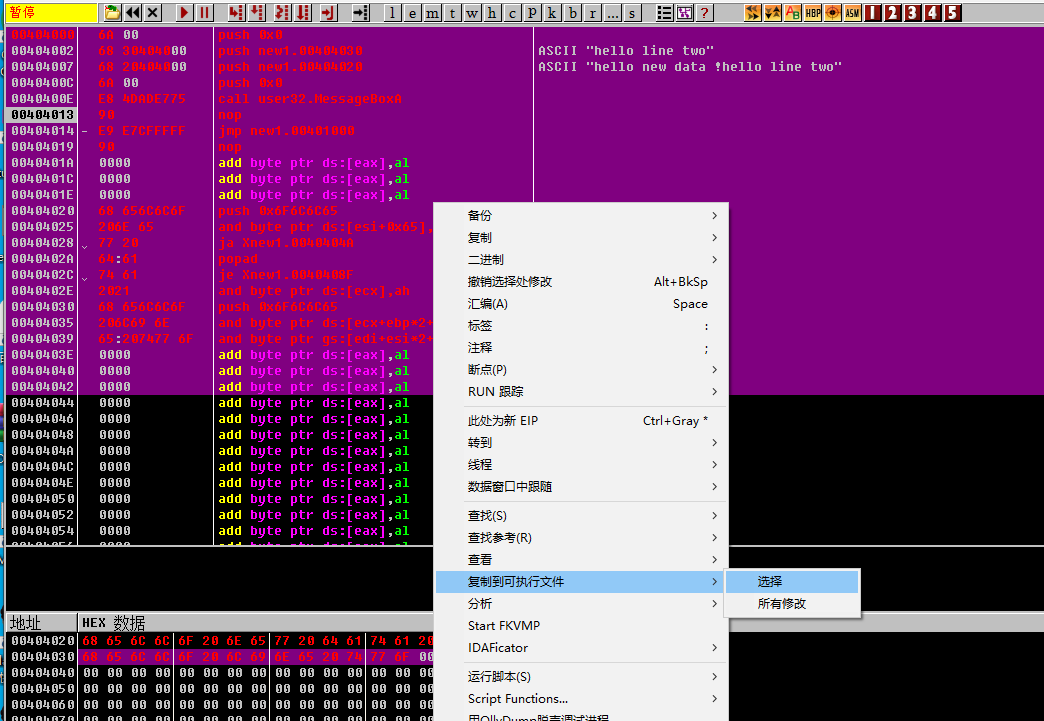 暂停 l e m t w h c p k b r ... s ? AB HBP ASM 1 2 3 4 5
00404000 6A 00 push 0x0
00404002 68 30404000 push new1.00404030 ASCII "hello line two"
00404007 68 20404000 push new1.00404020 ASCII "hello new data !hello line two"
0040400C 6A 00 push 0x0
0040400E E8 4DADE775 call user32.MessageBoxA
00404013 90 nop
00404014 - E9 E7CFFFFF jmp new1.00401000
00404019 90 nop
0040401A 0000 add byte ptr ds:[eax],al
0040401C 0000 add byte ptr ds:[eax],al
0040401E 0000 add byte ptr ds:[eax],al
00404020 68 656C6C6F push 0x6F6C6C65
00404025 206E 65 and byte ptr ds:[esi+0x65],
00404028 77 20 ja Xnew1.0040404A
0040402A 64:61 popad
0040402C 74 61 je Xnew1.0040408F
0040402E 2021 and byte ptr ds:[ecx],ah
00404030 68 656C6C6F push 0x6F6C6C65
00404035 206C69 6E and byte ptr ds:[ecx+ebp*2+
00404039 65:207477 6F and byte ptr gs:[edi+esi*2+
0040403E 0000 add byte ptr ds:[eax],al
00404040 0000 add byte ptr ds:[eax],al
00404042 0000 add byte ptr ds:[eax],al
00404044 0000 add byte ptr ds:[eax],al
00404046 0000 add byte ptr ds:[eax],al
00404048 0000 add byte ptr ds:[eax],al
0040404A 0000 add byte ptr ds:[eax],al
0040404C 0000 add byte ptr ds:[eax],al
0040404E 0000 add byte ptr ds:[eax],al
00404050 0000 add byte ptr ds:[eax],al
00404052 0000 add byte ptr ds:[eax],al
00404054 0000 add byte ptr ds:[eax],al
备份
复制
二进制
撤销选择处修改 Alt+BkSp
汇编(A) Space
标签 :
注释 ;
断点(P)
RUN 跟踪
此处为新 EIP Ctrl+Gray *
转到
线程
数据窗口中跟随
查找(S)
查找参考(R)
查看
复制到可执行文件
选择
所有修改
分析
Start FKVMP
IDAFicator
运行脚本(S)
Script Functions...
用OllyDump脱壳调试进程
地址 HEX 数据
00404020 68 65 6C 6C 6F 20 6E 65 77 20 64 61 74 61 20
00404030 68 65 6C 6C 6F 20 6C 69 6E 65 20 74 77 6F 00
00404040 00 00 00 00 00 00 00 00 00 00 00 00 00 00 00
00404050 00 00 00 00 00 00 00 00 00 00 00 00 00 00 00
00404060 00 00 00 00 00 00 00 00 00 00 00 00 00 00 00